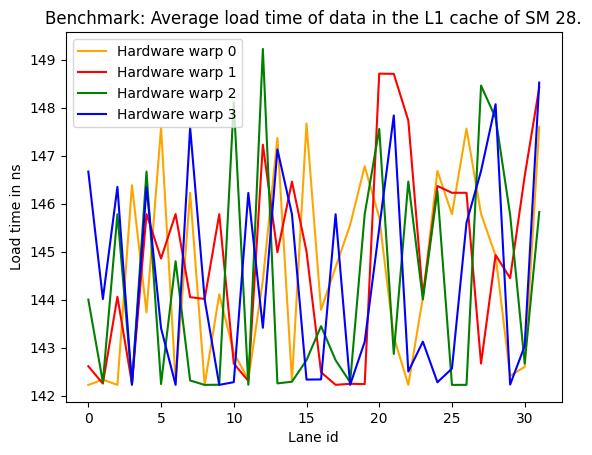 Benchmark: Average load time of data in the L1 cache of SM 28.
Hardware warp 0
Hardware warp 1
Hardware warp 2
Hardware warp 3
149
148
147
146
145
144
143
142
Load time in ns
0 5 10 15 20 25 30
Lane id